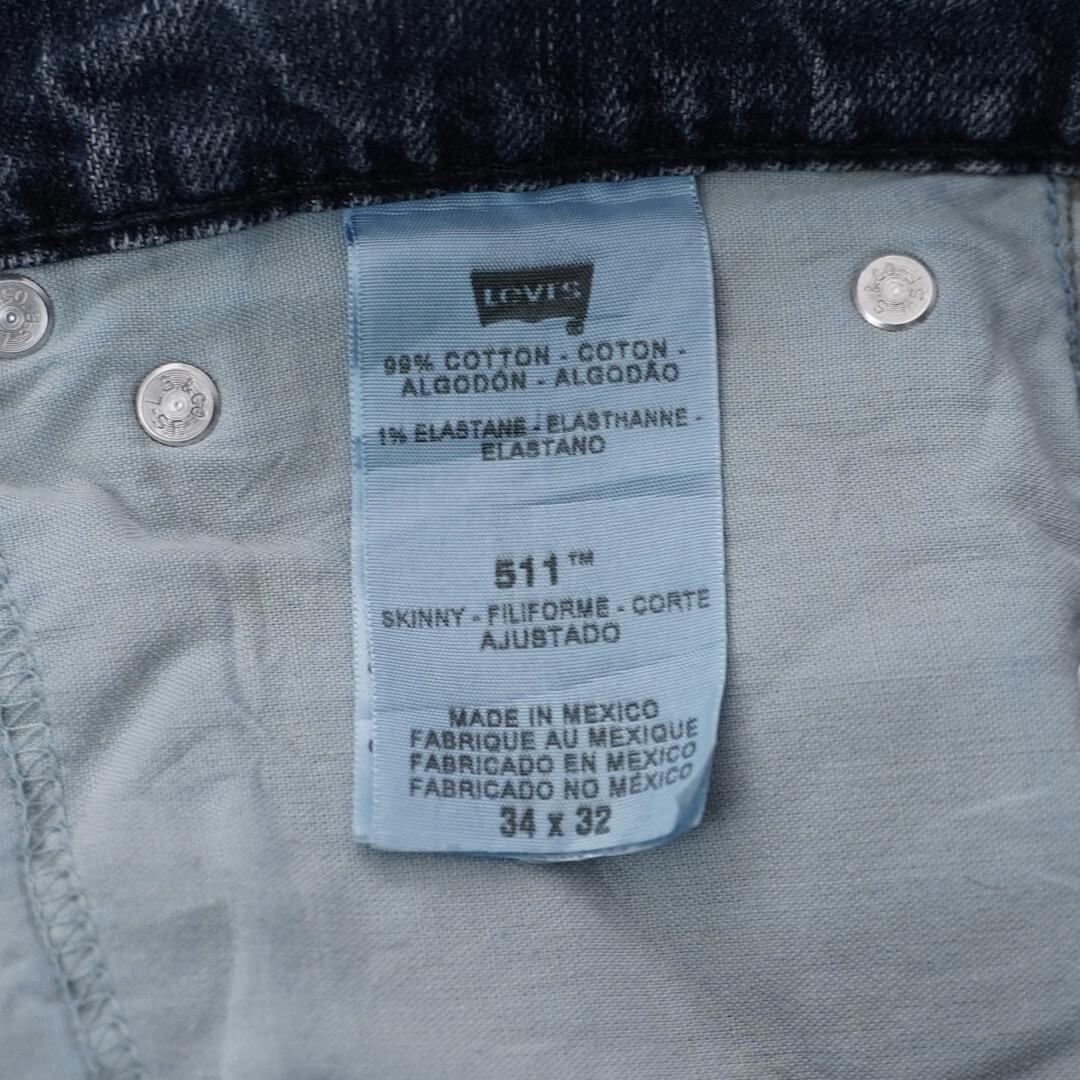 Levi's
99% COTTON - COTON -
ALGODÓN - ALGODÃO
1% ELASTANE - ELASTHANNE -
ELASTANO
511™
SKINNY - FILIFORME - CORTE
AJUSTADO
MADE IN MEXICO
FABRIQUE AU MEXIQUE
FABRICADO EN MEXICO
FABRICADO NO MÉXICO
34 x 32